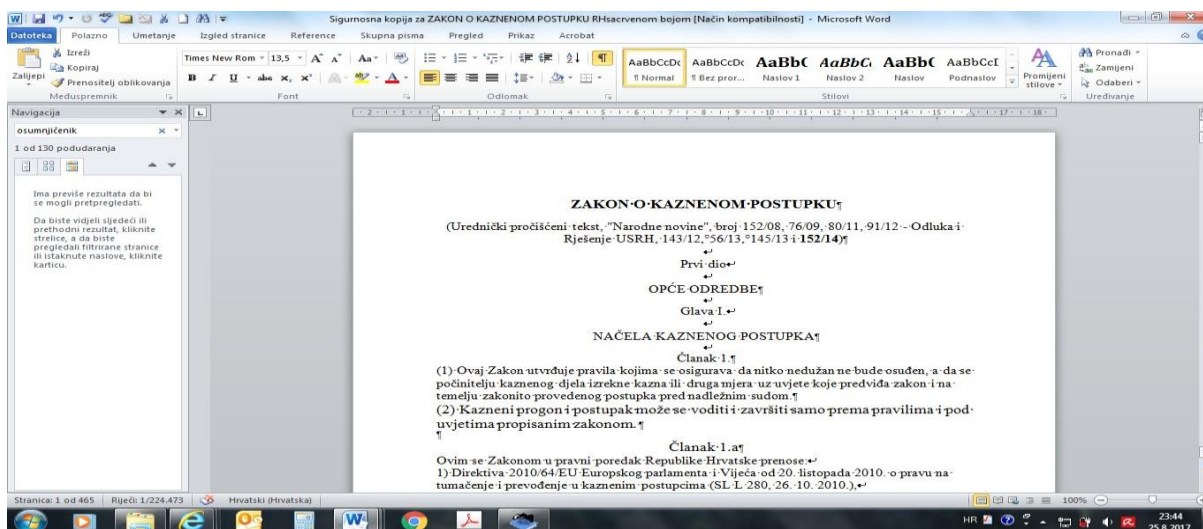 Sigurnosna kopija za ZAKON O KAZNENOM POSTUPKU RHsacrvenom bojom [Način kompatibilnosti] - Microsoft Word
Datoteka Polazno Umetanje Izgled stranice Reference Skupna pisma Pregled Prikaz Acrobat
Zalijepi
Izreži
Kopiraj
Prenositelj oblikovanja
Međuspremnik
Times New Rom 13,5
Font
Odlomak
AaBbCcDc AaBbCcDc AaBbC AaBbCc AaBbC AaBbCcI
¶ Normal ¶ Bez pror... Naslov 1 Naslov 2 Naslov Podnaslov
Promijeni stilove
Stilovi
Pronađi
Zamijeni
Odaberi
Uređivanje
Navigacija
osumnjičenik
1 od 130 podudaranja
Ima previše rezultata da bi
se mogli pretpregledati.
Da biste vidjeli sljedeći ili
prethodni rezultat, kliknite
strelice, a da biste
pregledali filtrirane stranice
ili istaknute naslove, kliknite
karticu.
ZAKON·O·KAZNENOM·POSTUPKU¶
(Urednički·pročišćeni·tekst,·"Narodne·novine",·broj·152/08,·76/09,·80/11,·91/12·-·Odluka·i·
Rješenje·USRH,·143/12,°56/13,°145/13·i·152/14)¶
Prvi·dio↵
OPĆE·ODREDBE¶
Glava·I.↵
NAČELA·KAZNENOG·POSTUPKA¶
Članak·1.¶
(1)·Ovaj·Zakon·utvrđuje·pravila·kojima·se·osigurava·da·nitko·nedužan·ne·bude·osuđen,·a·da·se·
počinitelju·kaznenog·djela·izrekne·kazna·ili·druga·mjera·uz·uvjete·koje·predviđa·zakon·i·na·
temelju·zakonito·provedenog·postupka·pred·nadležnim·sudom.¶
(2)·Kazneni·progon·i·postupak·može·se·voditi·i·završiti·samo·prema·pravilima·i·pod·
uvjetima·propisanim·zakonom.¶
¶
Članak·1.a¶
Ovim·se·Zakonom·u·pravni·poredak·Republike·Hrvatske·prenose:↵
1)·Direktiva·2010/64/EU·Europskog·parlamenta·i·Vijeća·od·20.·listopada·2010.·o·pravu·na·
tumačenje·i·prevođenje·u·kaznenim·postupcima·(SL·L·280,·26.·10.·2010.),↵
Stranica: 1 od 465 Riječi: 1/224.473 Hrvatski (Hrvatska) 100%
HR 23:44
25.8.2017